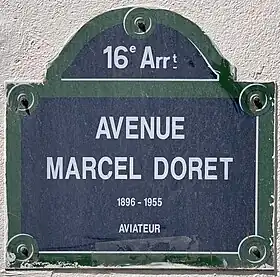 16e Arrt
AVENUE
MARCEL DORET
1896 - 1955
AVIATEUR